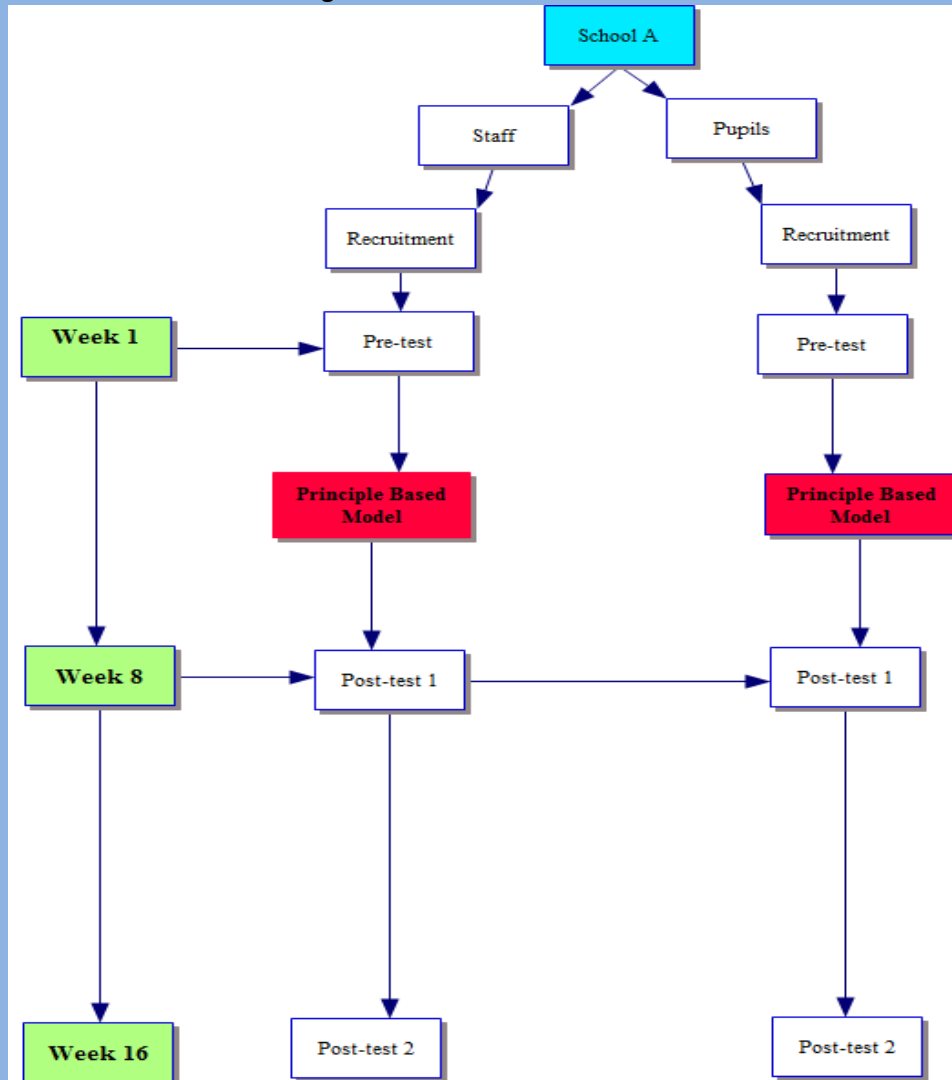 School A
Staff
Pupils
Recruitment
Recruitment
Week 1
Pre-test
Pre-test
Principle Based
Model
Principle Based
Model
Week 8
Post-test 1
Post-test 1
Week 16
Post-test 2
Post-test 2